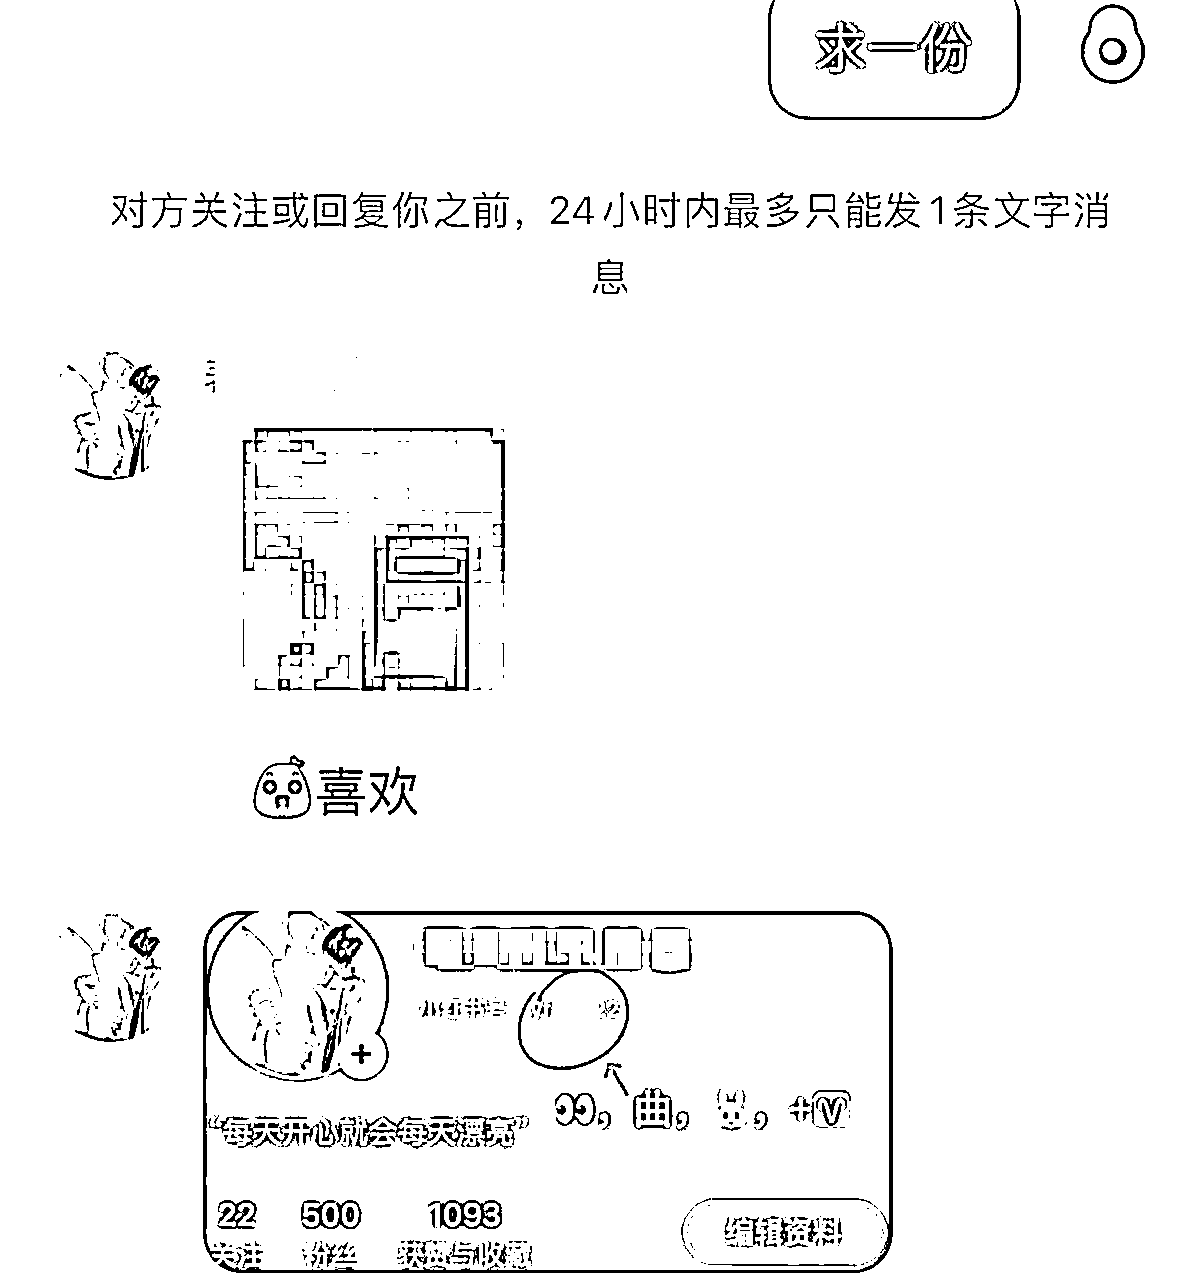 求一份
对方关注或回复你之前，24小时内最多只能发1条文字消
息
喜欢
小红书号
曲， ， +V
“每天开心就会每天漂亮”
22 500 1093
关注 粉丝 获赞与收藏
编辑资料